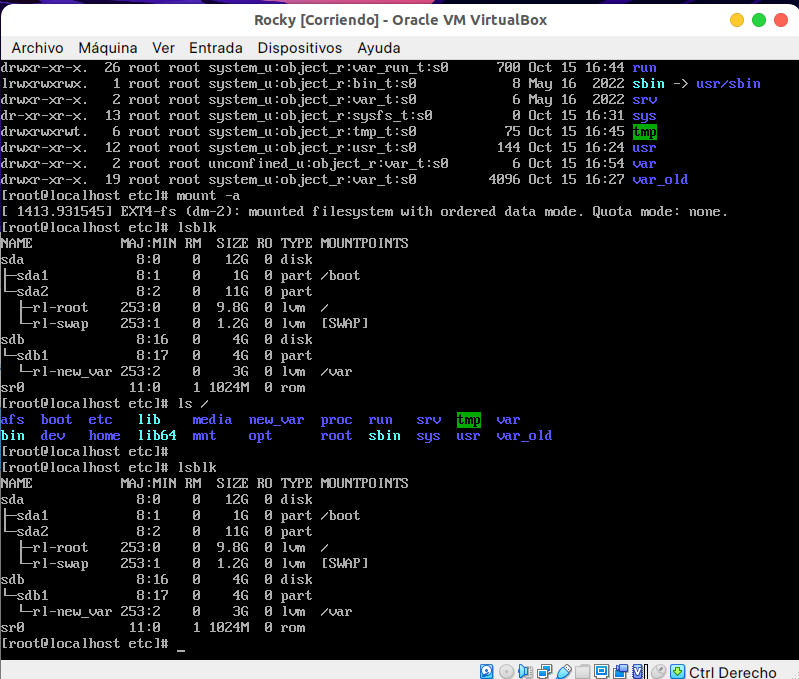 Rocky [Corriendo] - Oracle VM VirtualBox
Archivo Máquina Ver Entrada Dispositivos Ayuda
drwxr-xr-x.  26 root root system_u:object_r:var_run_t:s0      700 Oct 15 16:44 run
lrwxrwxrwx.   1 root root system_u:object_r:bin_t:s0            8 May 16  2022 sbin -> usr/sbin
drwxr-xr-x.   2 root root system_u:object_r:var_t:s0            6 May 16  2022 srv
dr-xr-xr-x.  13 root root system_u:object_r:sysfs_t:s0          0 Oct 15 16:31 sys
drwxrwxrwt.   6 root root system_u:object_r:tmp_t:s0           75 Oct 15 16:45 tmp
drwxr-xr-x.  12 root root system_u:object_r:usr_t:s0          144 Oct 15 16:24 usr
drwxr-xr-x.   2 root root unconfined_u:object_r:var_t:s0        6 Oct 15 16:54 var
drwxr-xr-x.  19 root root system_u:object_r:var_t:s0         4096 Oct 15 16:27 var_old
[root@localhost etc]# mount -a
[ 1413.931545] EXT4-fs (dm-2): mounted filesystem with ordered data mode. Quota mode: none.
[root@localhost etc]# lsblk
NAME           MAJ:MIN RM  SIZE RO TYPE MOUNTPOINTS
sda              8:0    0   12G  0 disk
├─sda1           8:1    0    1G  0 part /boot
└─sda2           8:2    0   11G  0 part
  ├─rl-root    253:0    0  9.8G  0 lvm  /
  └─rl-swap    253:1    0  1.2G  0 lvm  [SWAP]
sdb              8:16   0    4G  0 disk
└─sdb1           8:17   0    4G  0 part
  └─rl-new_var 253:2    0    3G  0 lvm  /var
sr0             11:0    1 1024M  0 rom
[root@localhost etc]# ls /
afs  boot  etc   lib    media  new_var  proc  run   srv  tmp  var
bin  dev   home  lib64  mnt    opt      root  sbin  sys  usr  var_old
[root@localhost etc]#
[root@localhost etc]# lsblk
NAME           MAJ:MIN RM  SIZE RO TYPE MOUNTPOINTS
sda              8:0    0   12G  0 disk
├─sda1           8:1    0    1G  0 part /boot
└─sda2           8:2    0   11G  0 part
  ├─rl-root    253:0    0  9.8G  0 lvm  /
  └─rl-swap    253:1    0  1.2G  0 lvm  [SWAP]
sdb              8:16   0    4G  0 disk
└─sdb1           8:17   0    4G  0 part
  └─rl-new_var 253:2    0    3G  0 lvm  /var
sr0             11:0    1 1024M  0 rom
[root@localhost etc]# _
Ctrl Derecho